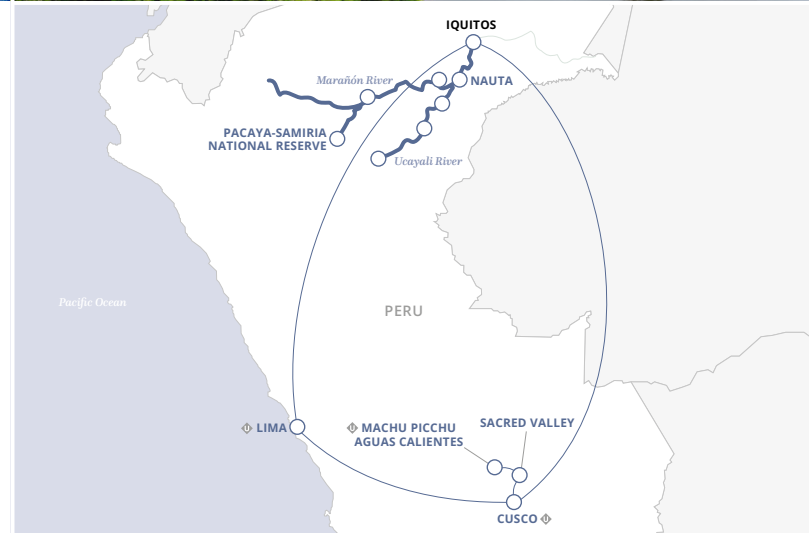 IQUITOS
Marañón River
NAUTA
PACAYA-SAMIRIA
NATIONAL RESERVE
Ucayali River
Pacific Ocean
PERU
LIMA
MACHU PICCHU
AGUAS CALIENTES
SACRED VALLEY
CUSCO